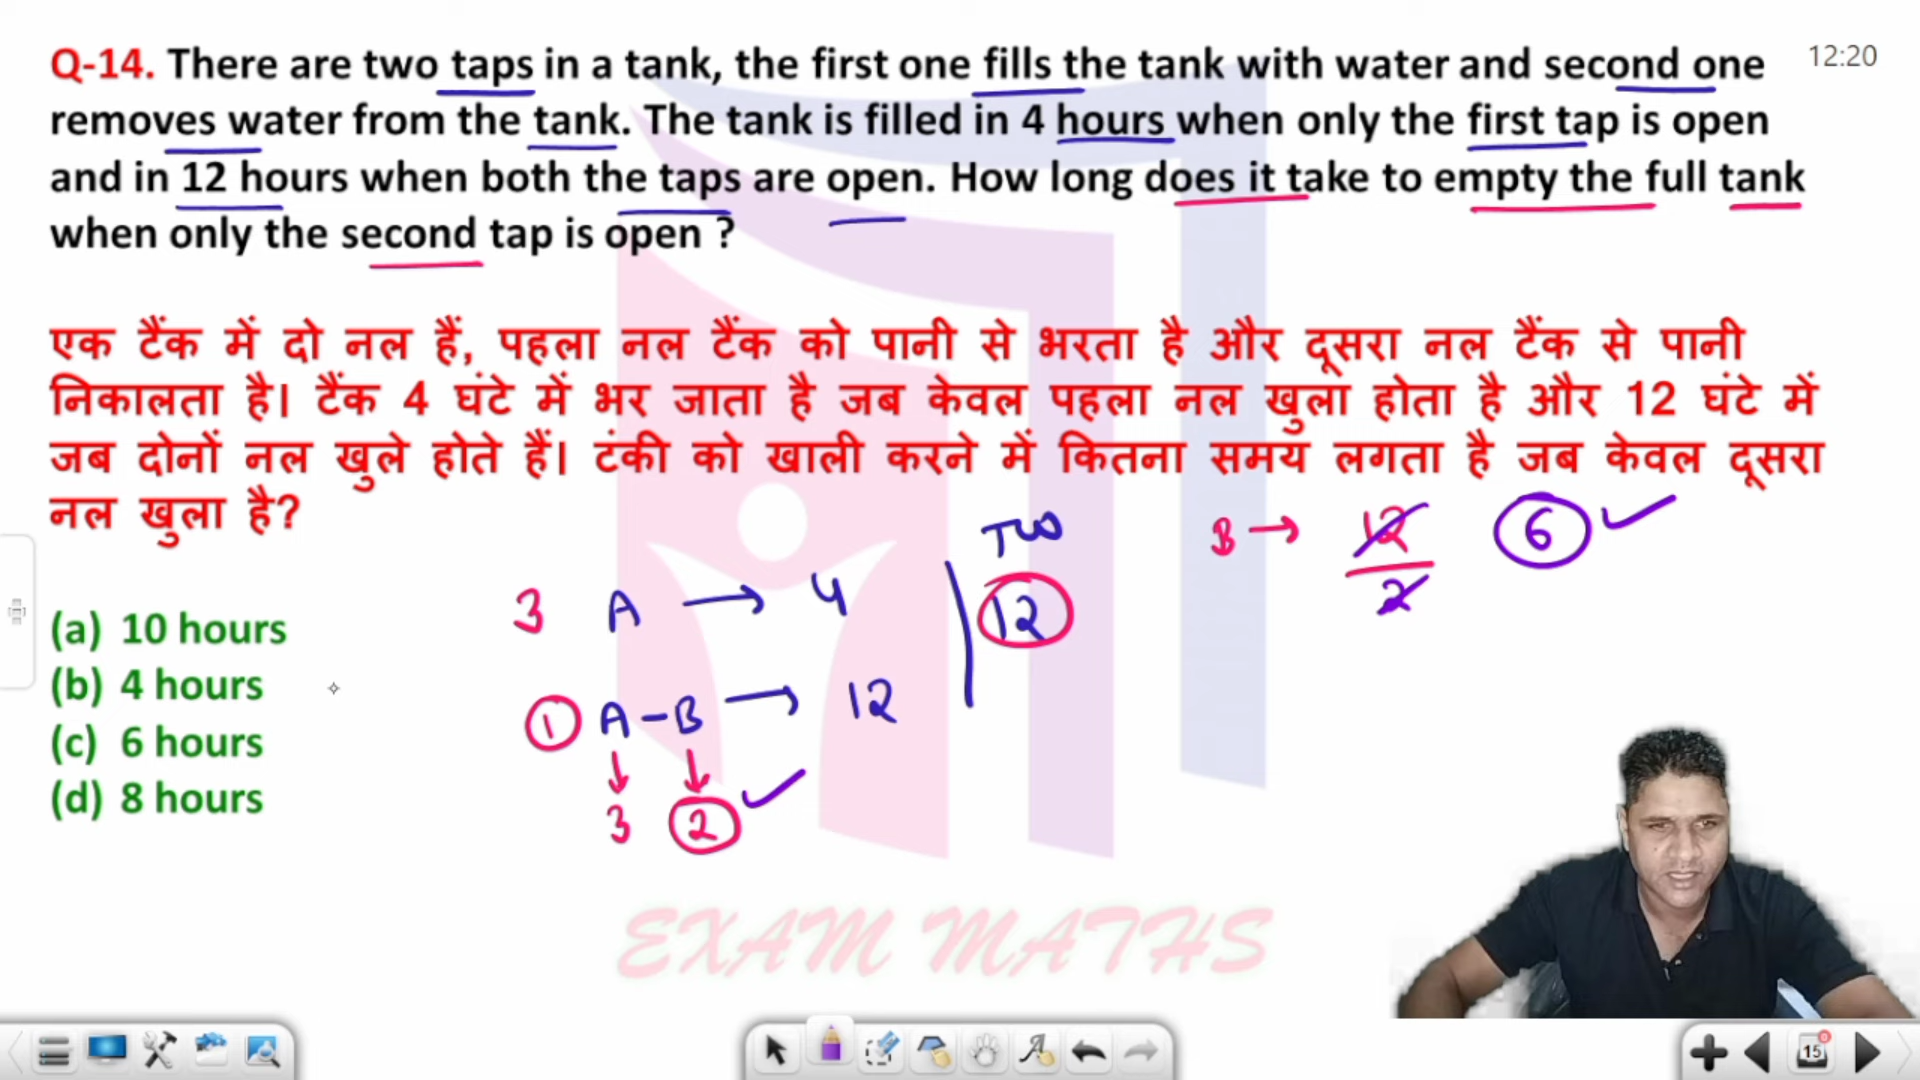 Q-14. There are two taps in a tank, the first one fills the tank with water and second one
12:20
removes water from the tank. The tank is filled in 4 hours when only the first tap is open
and in 12 hours when both the taps are open. How long does it take to empty the full tank
when only the second tap is open ?
एक टैंक में दो नल हैं, पहला नल टैंक को पानी से भरता है और दूसरा नल टैंक से पानी
निकालता है। टैंक 4 घंटे में भर जाता है जब केवल पहला नल खुला होता है और 12 घंटे में
जब दोनों नल खुले होते हैं। टंकी को खाली करने में कितना समय लगता है जब केवल दूसरा
नल खुला है?
(a) 10 hours
(b) 4 hours
(c) 6 hours
(d) 8 hours
TW
3 A → 4 12
① A - B → 12
↓ ↓
3 2 ✓
B → 12/2 6 ✓
EXAM MATHS
15
0